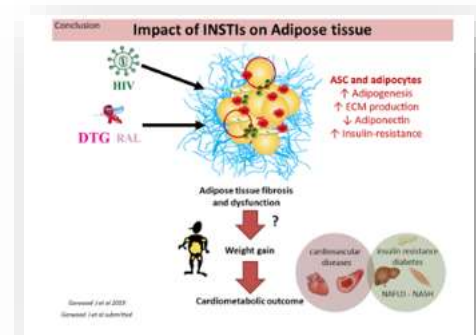 Conclusion
Impact of INSTIs on Adipose tissue
HIV
DTG RAL
ASC and adipocytes
↑ Adipogenesis
↑ ECM production
↓ Adiponectin
↑ Insulin-resistance
Adipose tissue fibrosis
and dysfunction
?
Weight gain
Cardiometabolic outcome
cardiovascular
diseases
insulin resistance
diabetes
NAFLD - NASH
et al 2019
et al submitted